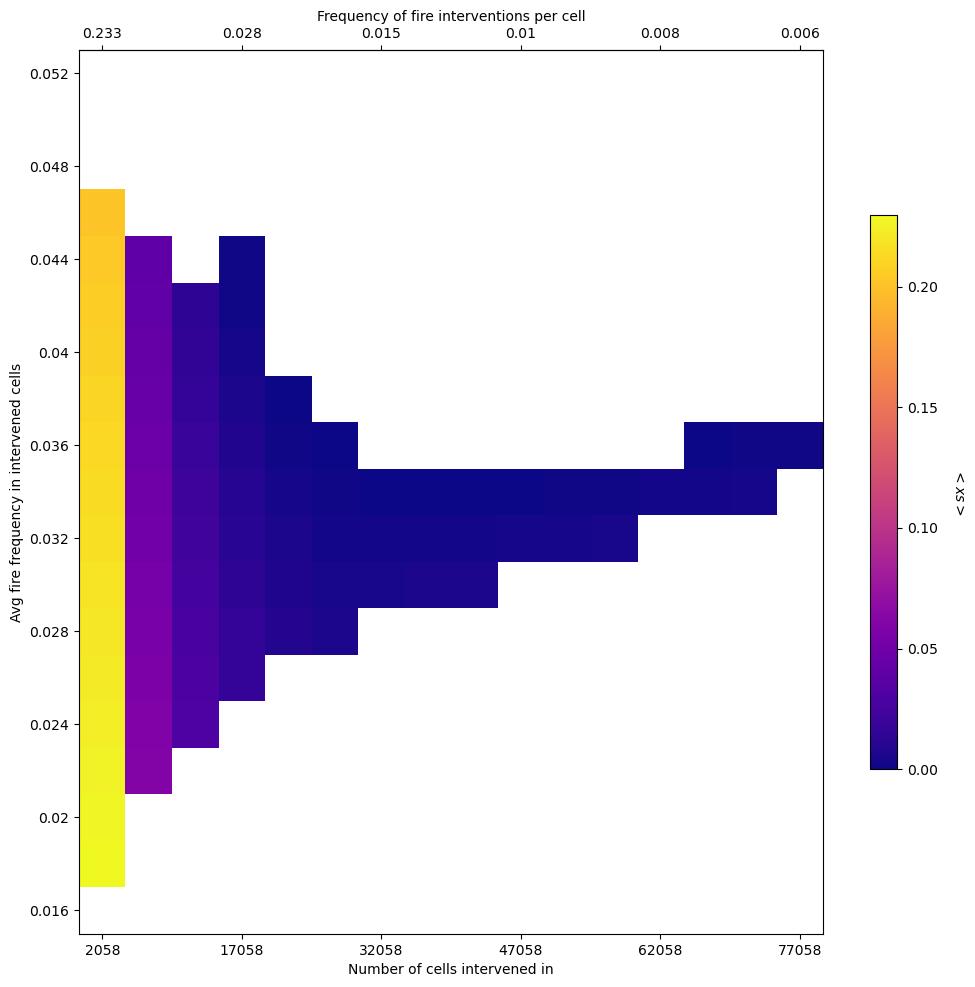 Frequency of fire interventions per cell
0.233 0.028 0.015 0.01 0.008 0.006
0.052
0.048
0.044
0.04
0.036
0.032
0.028
0.024
0.02
0.016
Avg fire frequency in intervened cells
2058 17058 32058 47058 62058 77058
Number of cells intervened in
0.20
0.15
0.10
0.05
0.00
< xs >